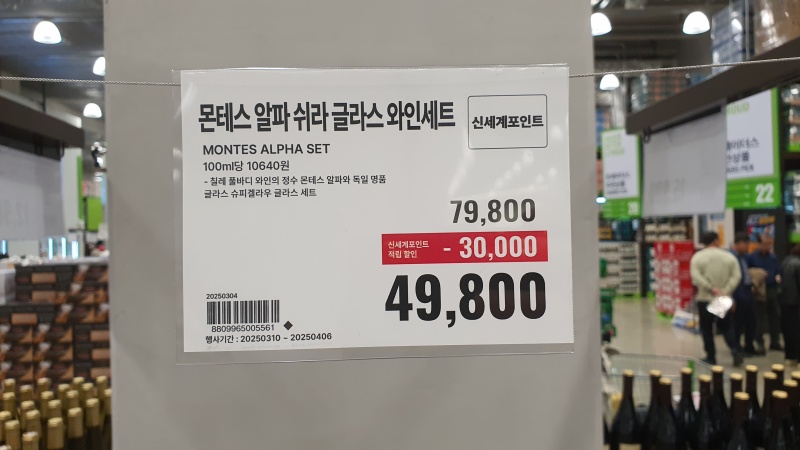 몬테스 알파 쉬라 글라스 와인세트
신세계포인트
MONTES ALPHA SET
100ml당 10640원
- 칠레 풀바디 와인의 정수 몬테스 알파와 독일 명품
글라스 슈피겔라우 글라스 세트
79,800
신세계포인트
적립 할인
- 30,000
49,800
20250304
8809965005561
행사기간 : 20250310 ~ 20250406
22